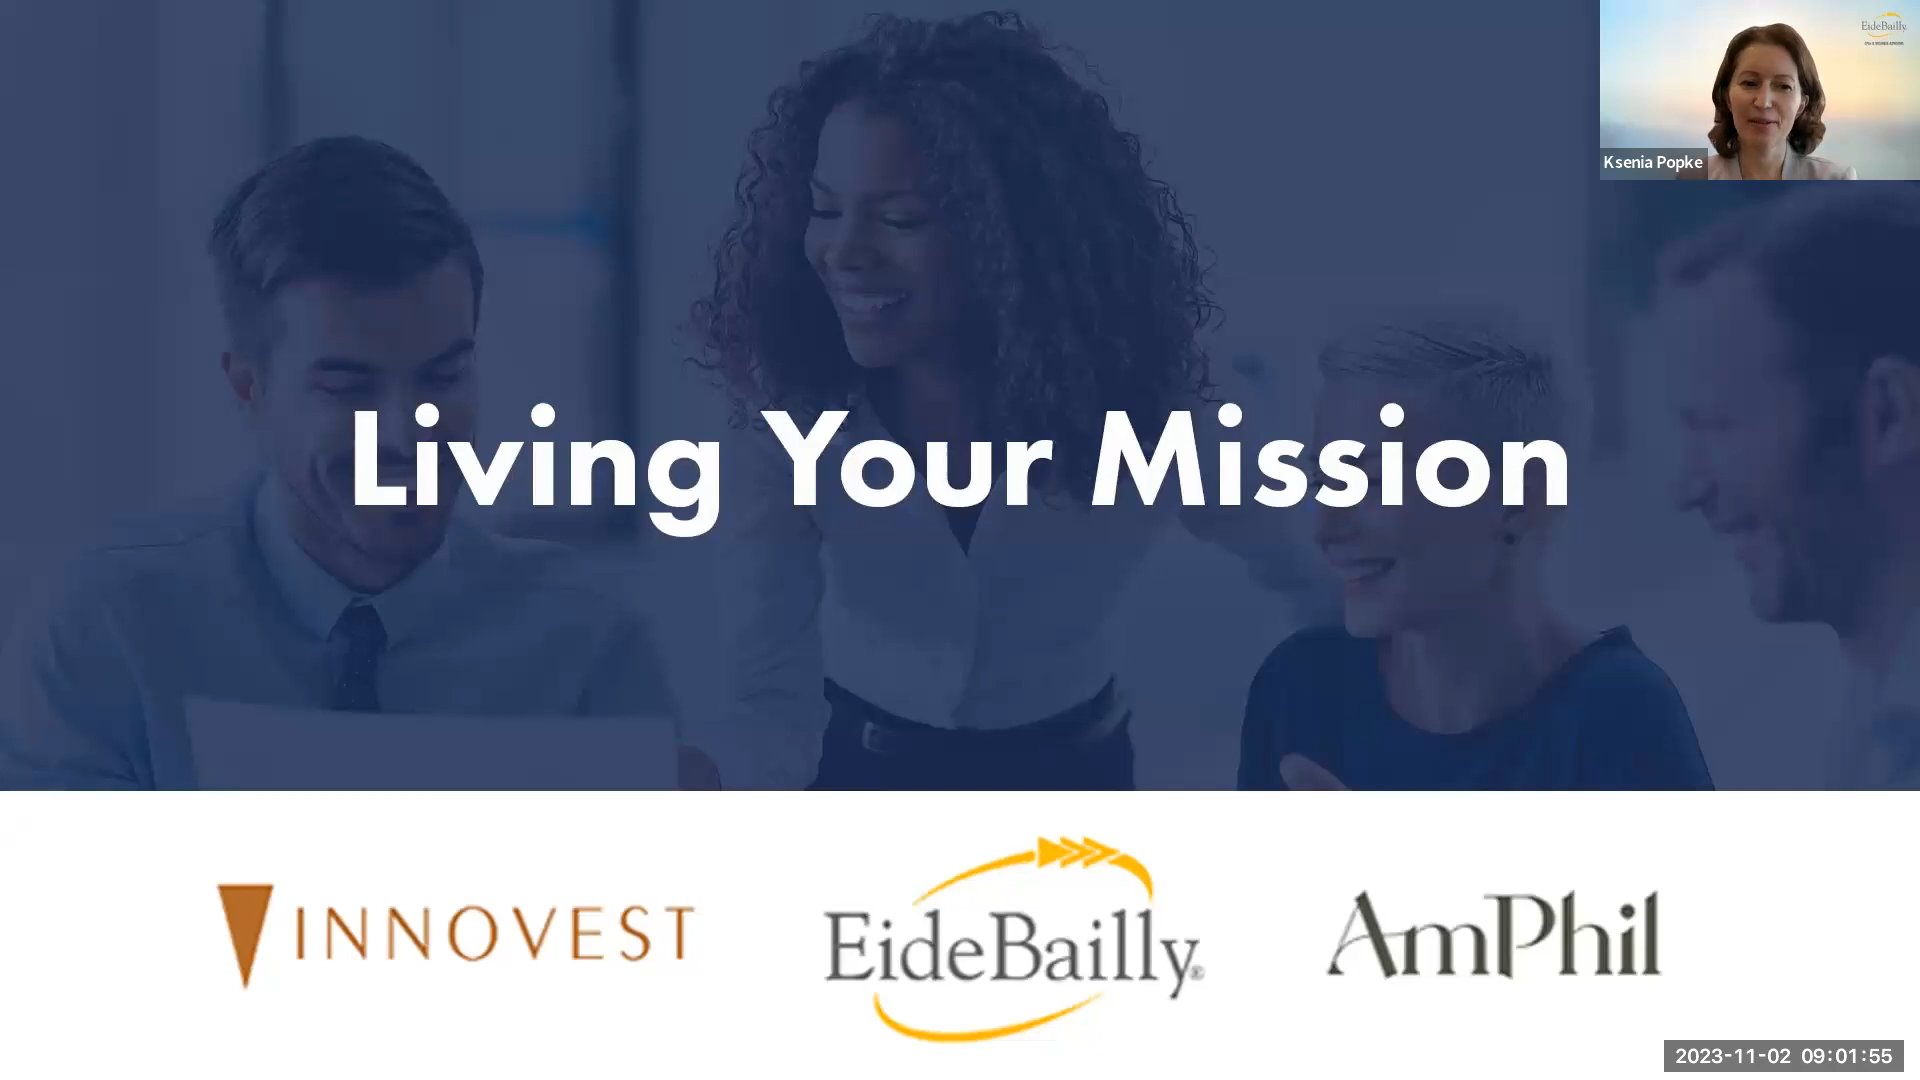 EideBailly
Ksenia Popke
Living Your Mission
INNOVEST
EideBailly®
AmPhil
2023-11-02 09:01:55